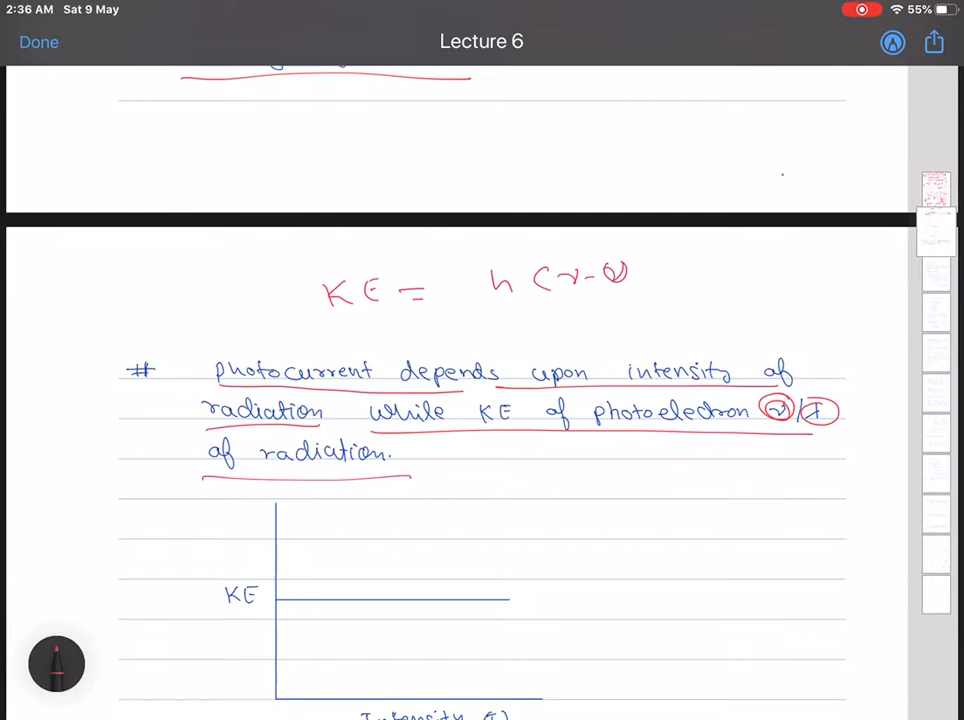 2:36 AM Sat 9 May
55%
Done
Lecture 6
KE = h (ν-ν
# Photocurrent depends upon intensity of
radiation while KE of photoelectron ν/I
of radiation.
KE
Intensity (I)